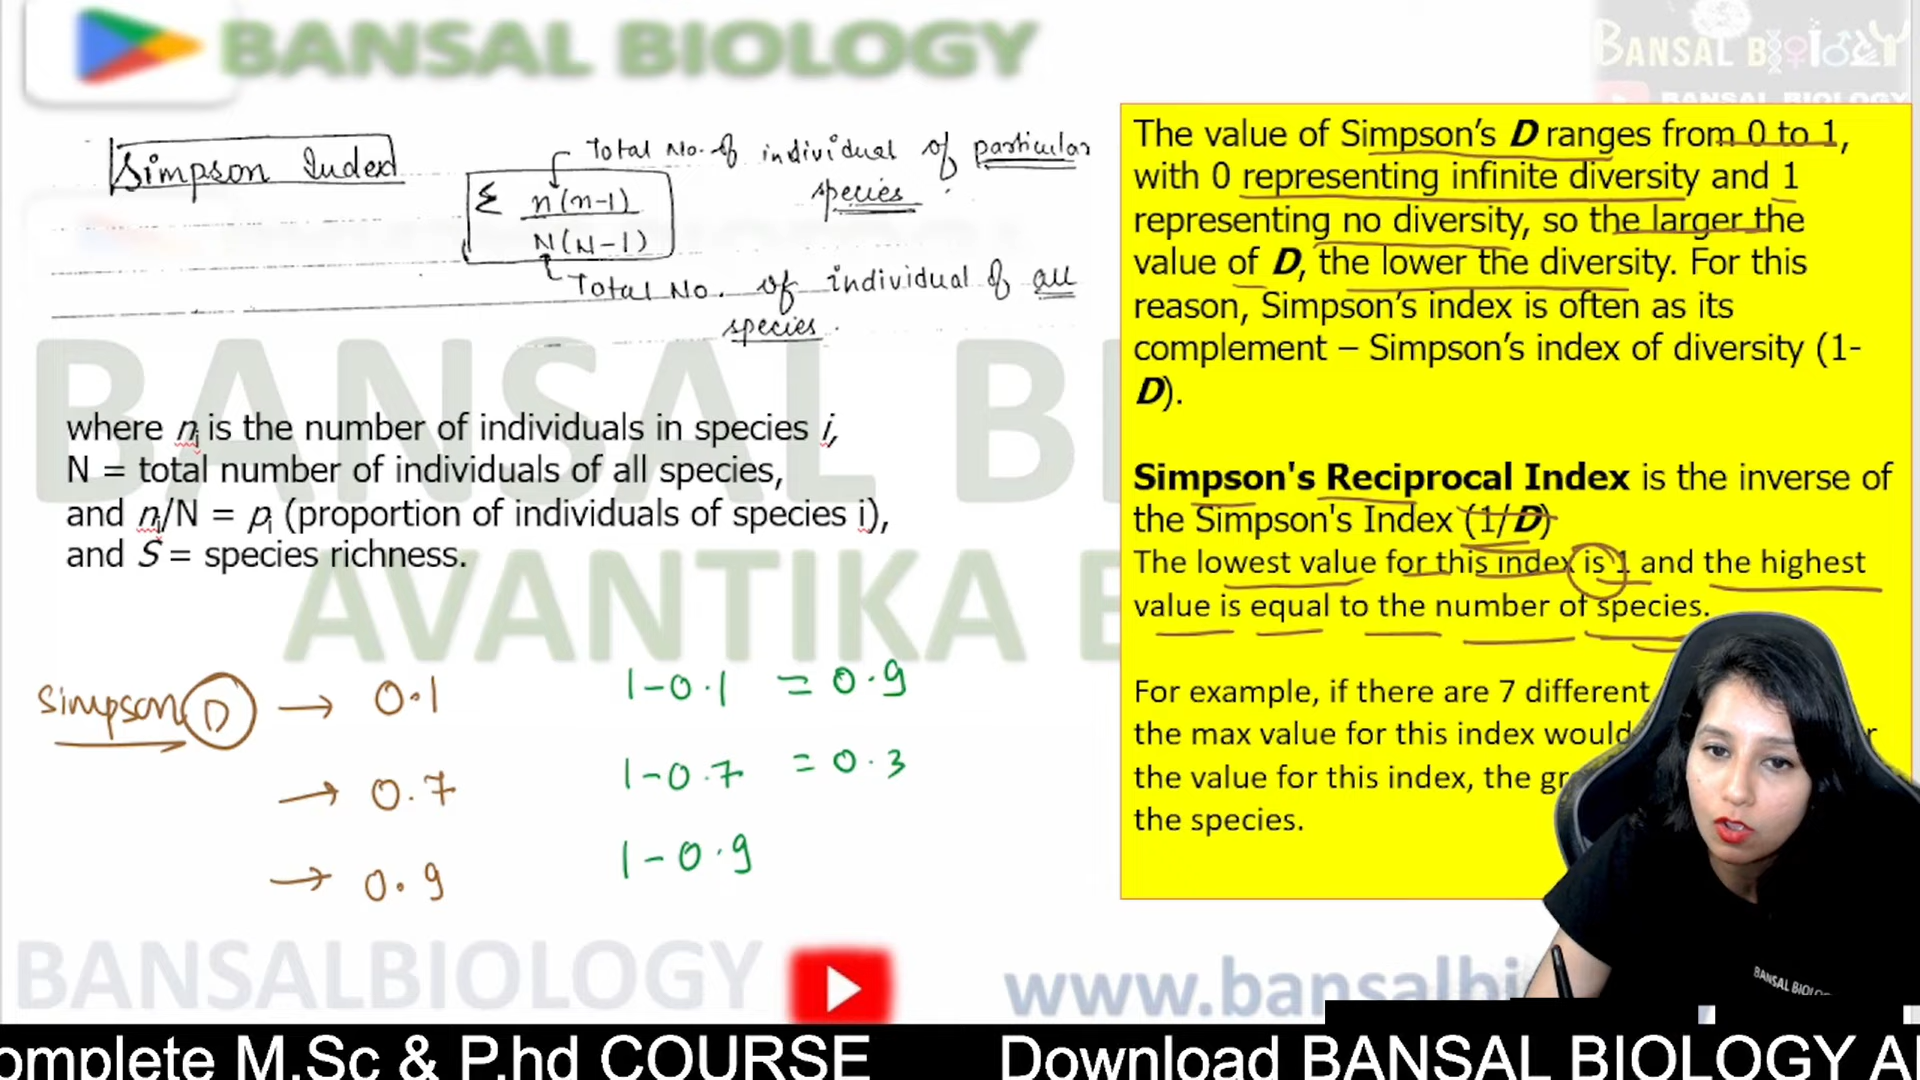 BANSAL BIOLOGY
BANSAL BIOLOGY
BANSAL BIOLOGY
Simpson Index
Total No. of individual of particular
species
Σ n(n-1)
N(N-1)
Total No. of individual of all
species.
where ni is the number of individuals in species i,
N = total number of individuals of all species,
and ni/N = pi (proportion of individuals of species i),
and S = species richness.
The value of Simpson’s D ranges from 0 to 1,
with 0 representing infinite diversity and 1
representing no diversity, so the larger the
value of D, the lower the diversity. For this
reason, Simpson’s index is often as its
complement – Simpson’s index of diversity (1-
D).
Simpson's Reciprocal Index is the inverse of
the Simpson's Index (1/D)
The lowest value for this index is 1 and the highest
value is equal to the number of species.
For example, if there are 7 different
the max value for this index would
the value for this index, the gr
the species.
Simpson D → 0.1
→ 0.7
→ 0.9
1-0.1 = 0.9
1-0.7 = 0.3
1-0.9
BANSAL BI
AVANTIKA B
BANSALBIOLOGY
www.bansalbi
BANSAL BIOLO
omplete M.Sc & P.hd COURSE
Download BANSAL BIOLOGY A